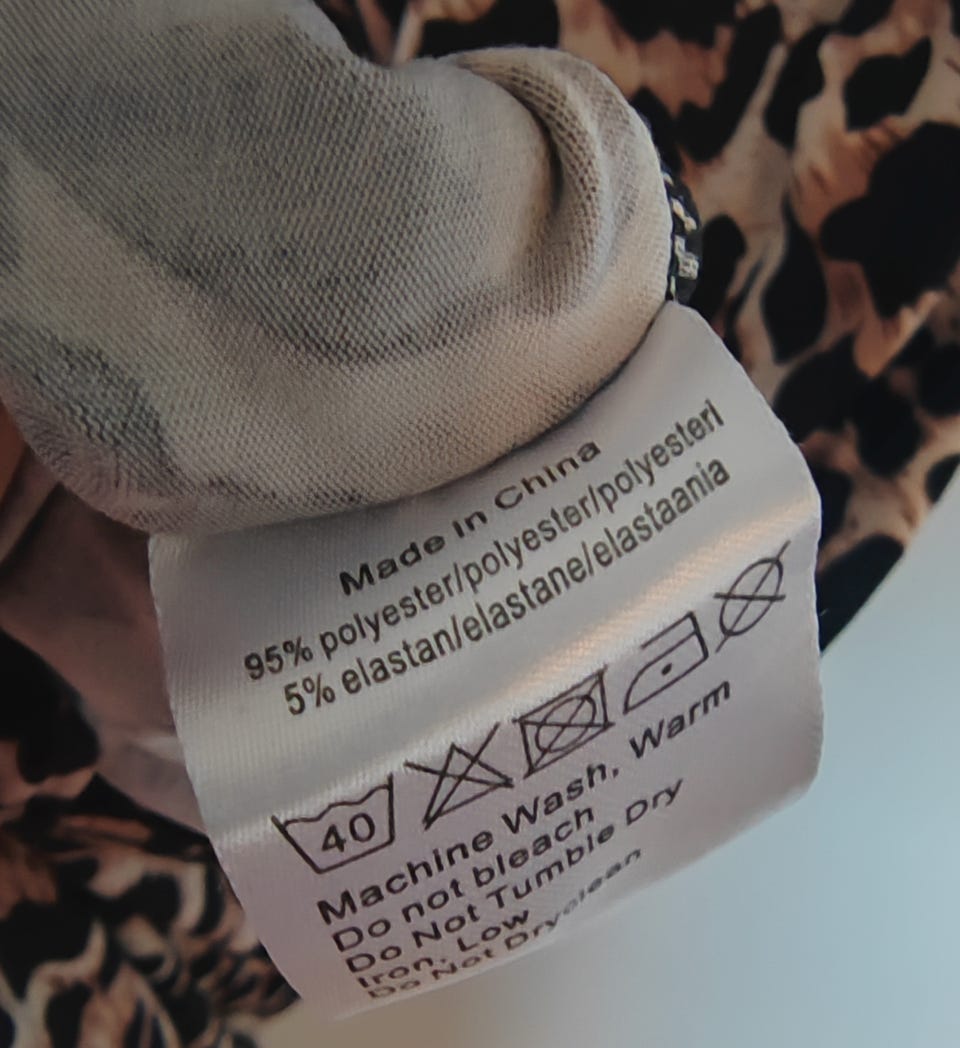 Made In China
95% polyester/polyester/polyesterl
5% elastan/elastane/elastaania
40
Machine Wash, Warm
Do not bleach
Do Not Tumble Dry
Iron, Low
Do Not Dryclean